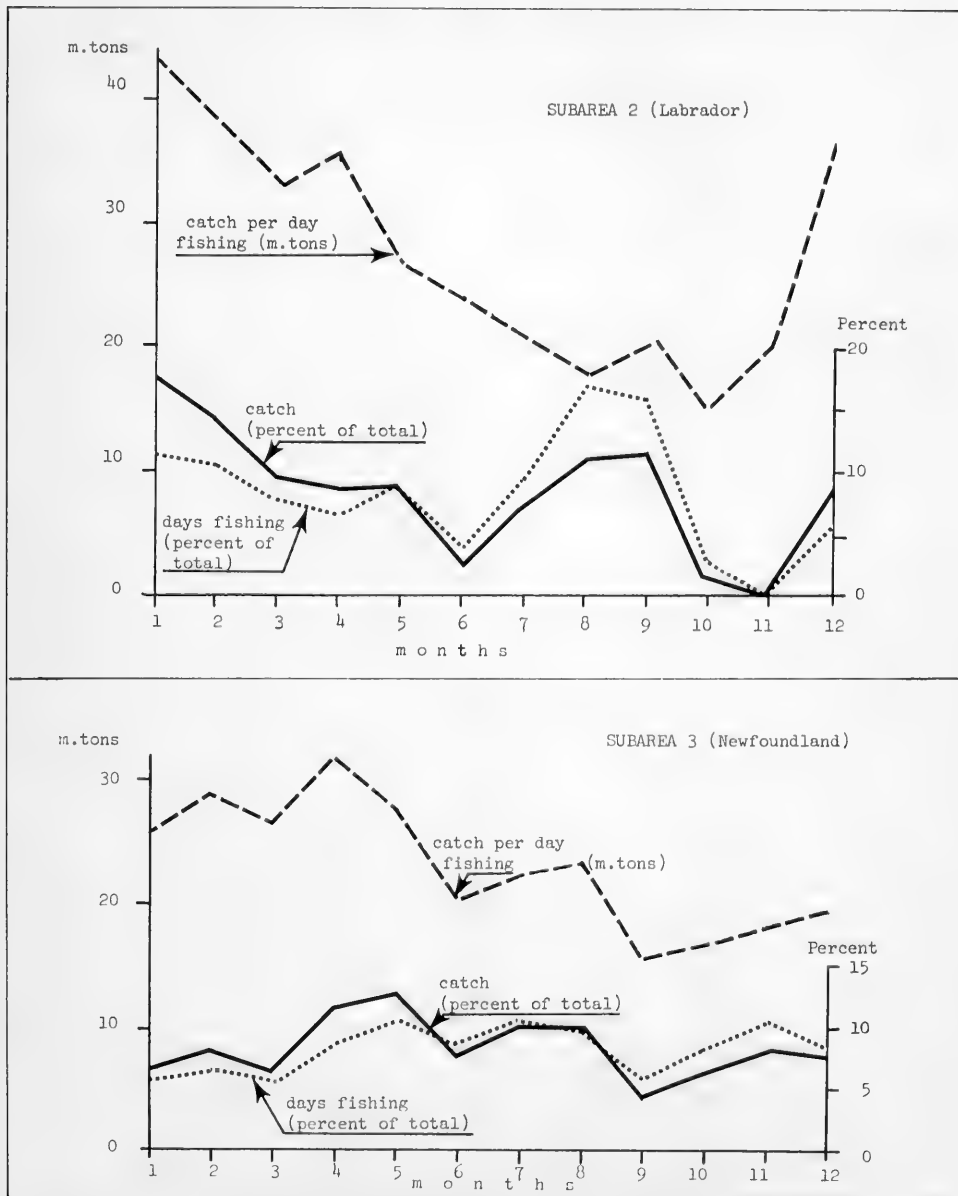 m.tons
40
SUBAREA 2 (Labrador)
30
catch per day
fishing (m.tons)
20
Percent
20
catch
(percent of total)
10
10
days fishing
(percent of
total)
0
0
1 2 3 4 5 6 7 8 9 10 11 12
months
m.tons
SUBAREA 3 (Newfoundland)
30
catch per day
fishing (m.tons)
20
Percent
15
catch
(percent of total)
10
10
5
days fishing
(percent of total)
0
0
1 2 3 4 5 6 7 8 9 10 11 12
months